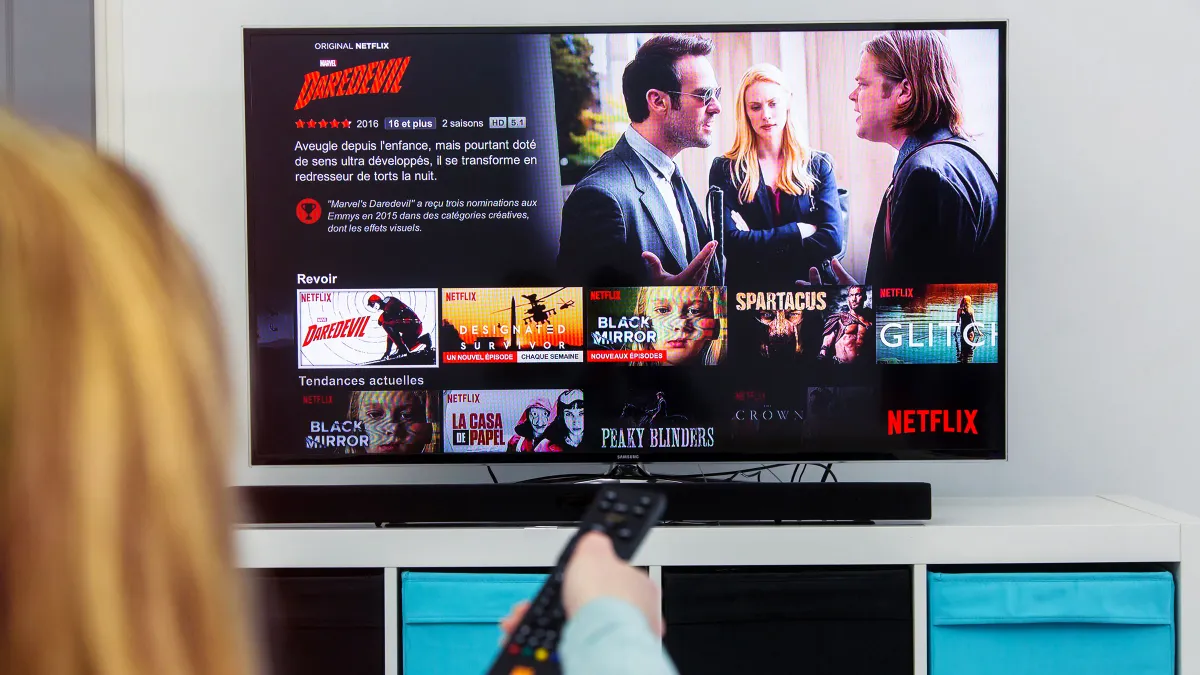 ORIGINAL NETFLIX
MARVEL
DAREDEVIL
2016 16 et plus 2 saisons HD 5.1
Aveugle depuis l'enfance, mais pourtant doté
de sens ultra développés, il se transforme en
redresseur de torts la nuit.
"Marvel's Daredevil" a reçu trois nominations aux
Emmys en 2015 dans des catégories créatives,
dont les effets visuels.
Revoir
NETFLIX
MARVEL
DAREDEVIL
NETFLIX
DESIGNATED
SURVIVOR
UN NOUVEL ÉPISODE CHAQUE SEMAINE
NETFLIX
BLACK
MIRROR
NOUVEAUX ÉPISODES
SPARTACUS
NETFLIX
GLITCH
Tendances actuelles
NETFLIX
BLACK
MIRROR
NETFLIX
LA CASA
DE PAPEL
PEAKY BLINDERS
NETFLIX
THE
CROWN
NETFLIX
SAMSUNG